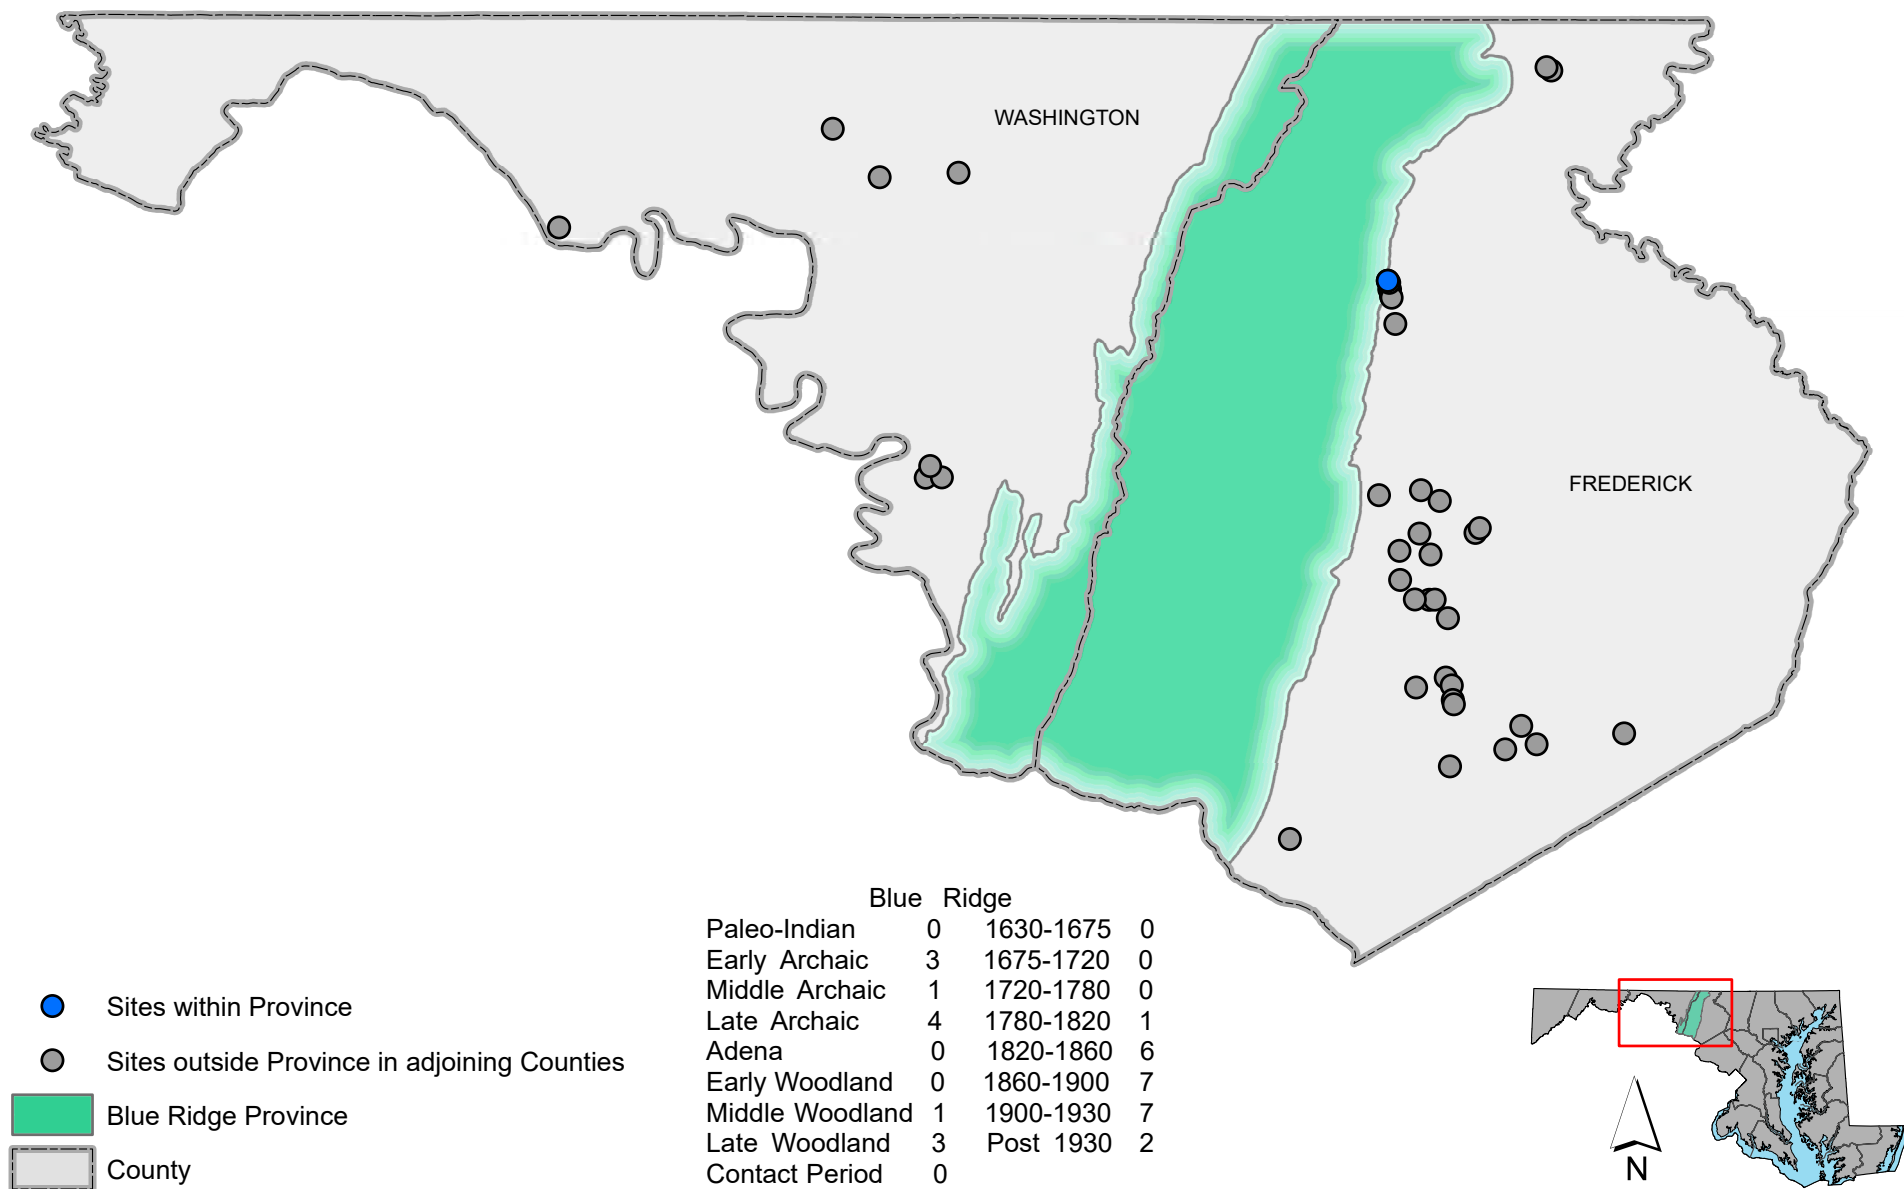 WASHINGTON
FREDERICK
Blue Ridge
Paleo-Indian 0 1630-1675 0
Early Archaic 3 1675-1720 0
Middle Archaic 1 1720-1780 0
Late Archaic 4 1780-1820 1
Adena 0 1820-1860 6
Early Woodland 0 1860-1900 7
Middle Woodland 1 1900-1930 7
Late Woodland 3 Post 1930 2
Contact Period 0
Sites within Province
Sites outside Province in adjoining Counties
Blue Ridge Province
County
N